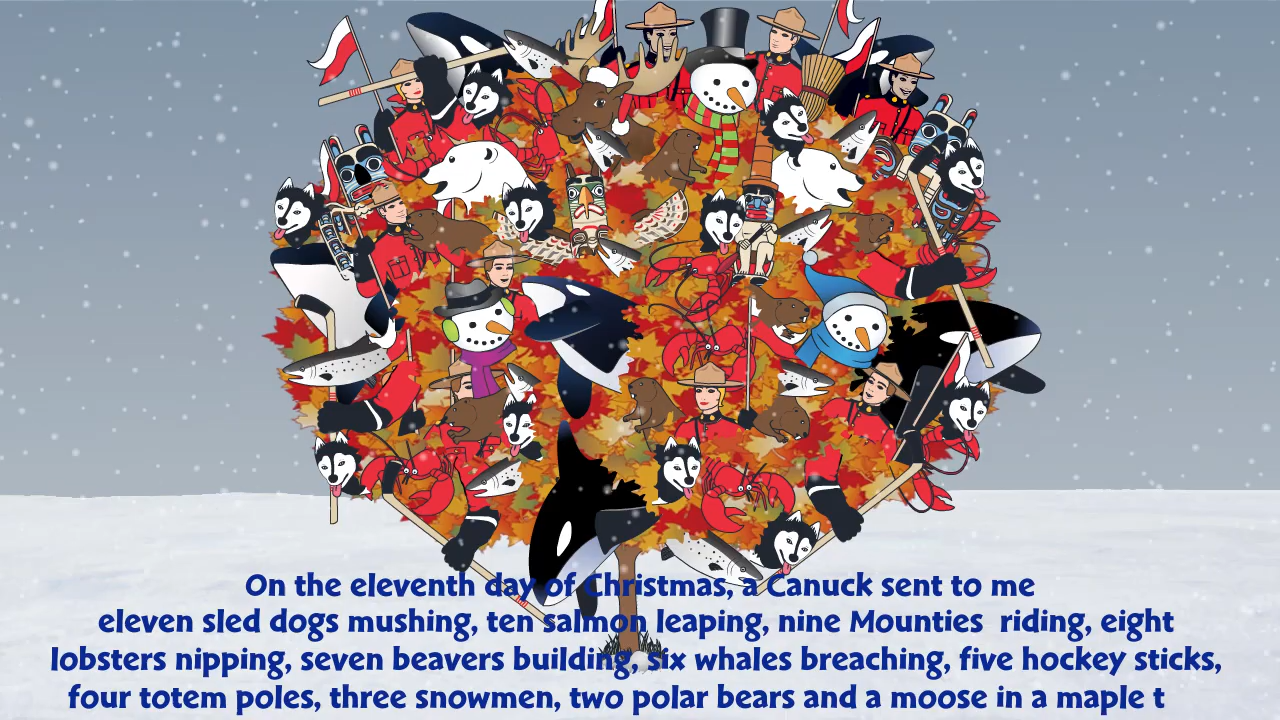 On the eleventh day of Christmas, a Canuck sent to me
eleven sled dogs mushing, ten salmon leaping, nine Mounties riding, eight
lobsters nipping, seven beavers building, six whales breaching, five hockey sticks,
four totem poles, three snowmen, two polar bears and a moose in a maple t